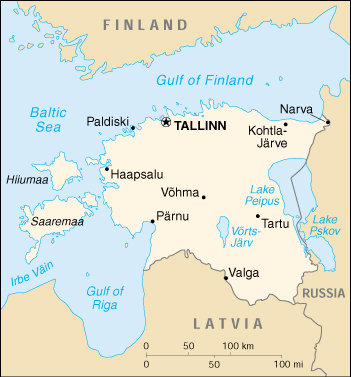 FINLAND
Gulf of Finland
Baltic
Sea
Paldiski
TALLINN
Narva
Kohtla-
Järve
Haapsalu
Hiiumaa
Võhma
Lake
Peipus
Saaremaa
Pärnu
Tartu
Võrts-
Järv
Lake
Pskov
Irbe Väin
Valga
Gulf of
Riga
RUSSIA
LATVIA
0 50 100 km
0 50 100 mi